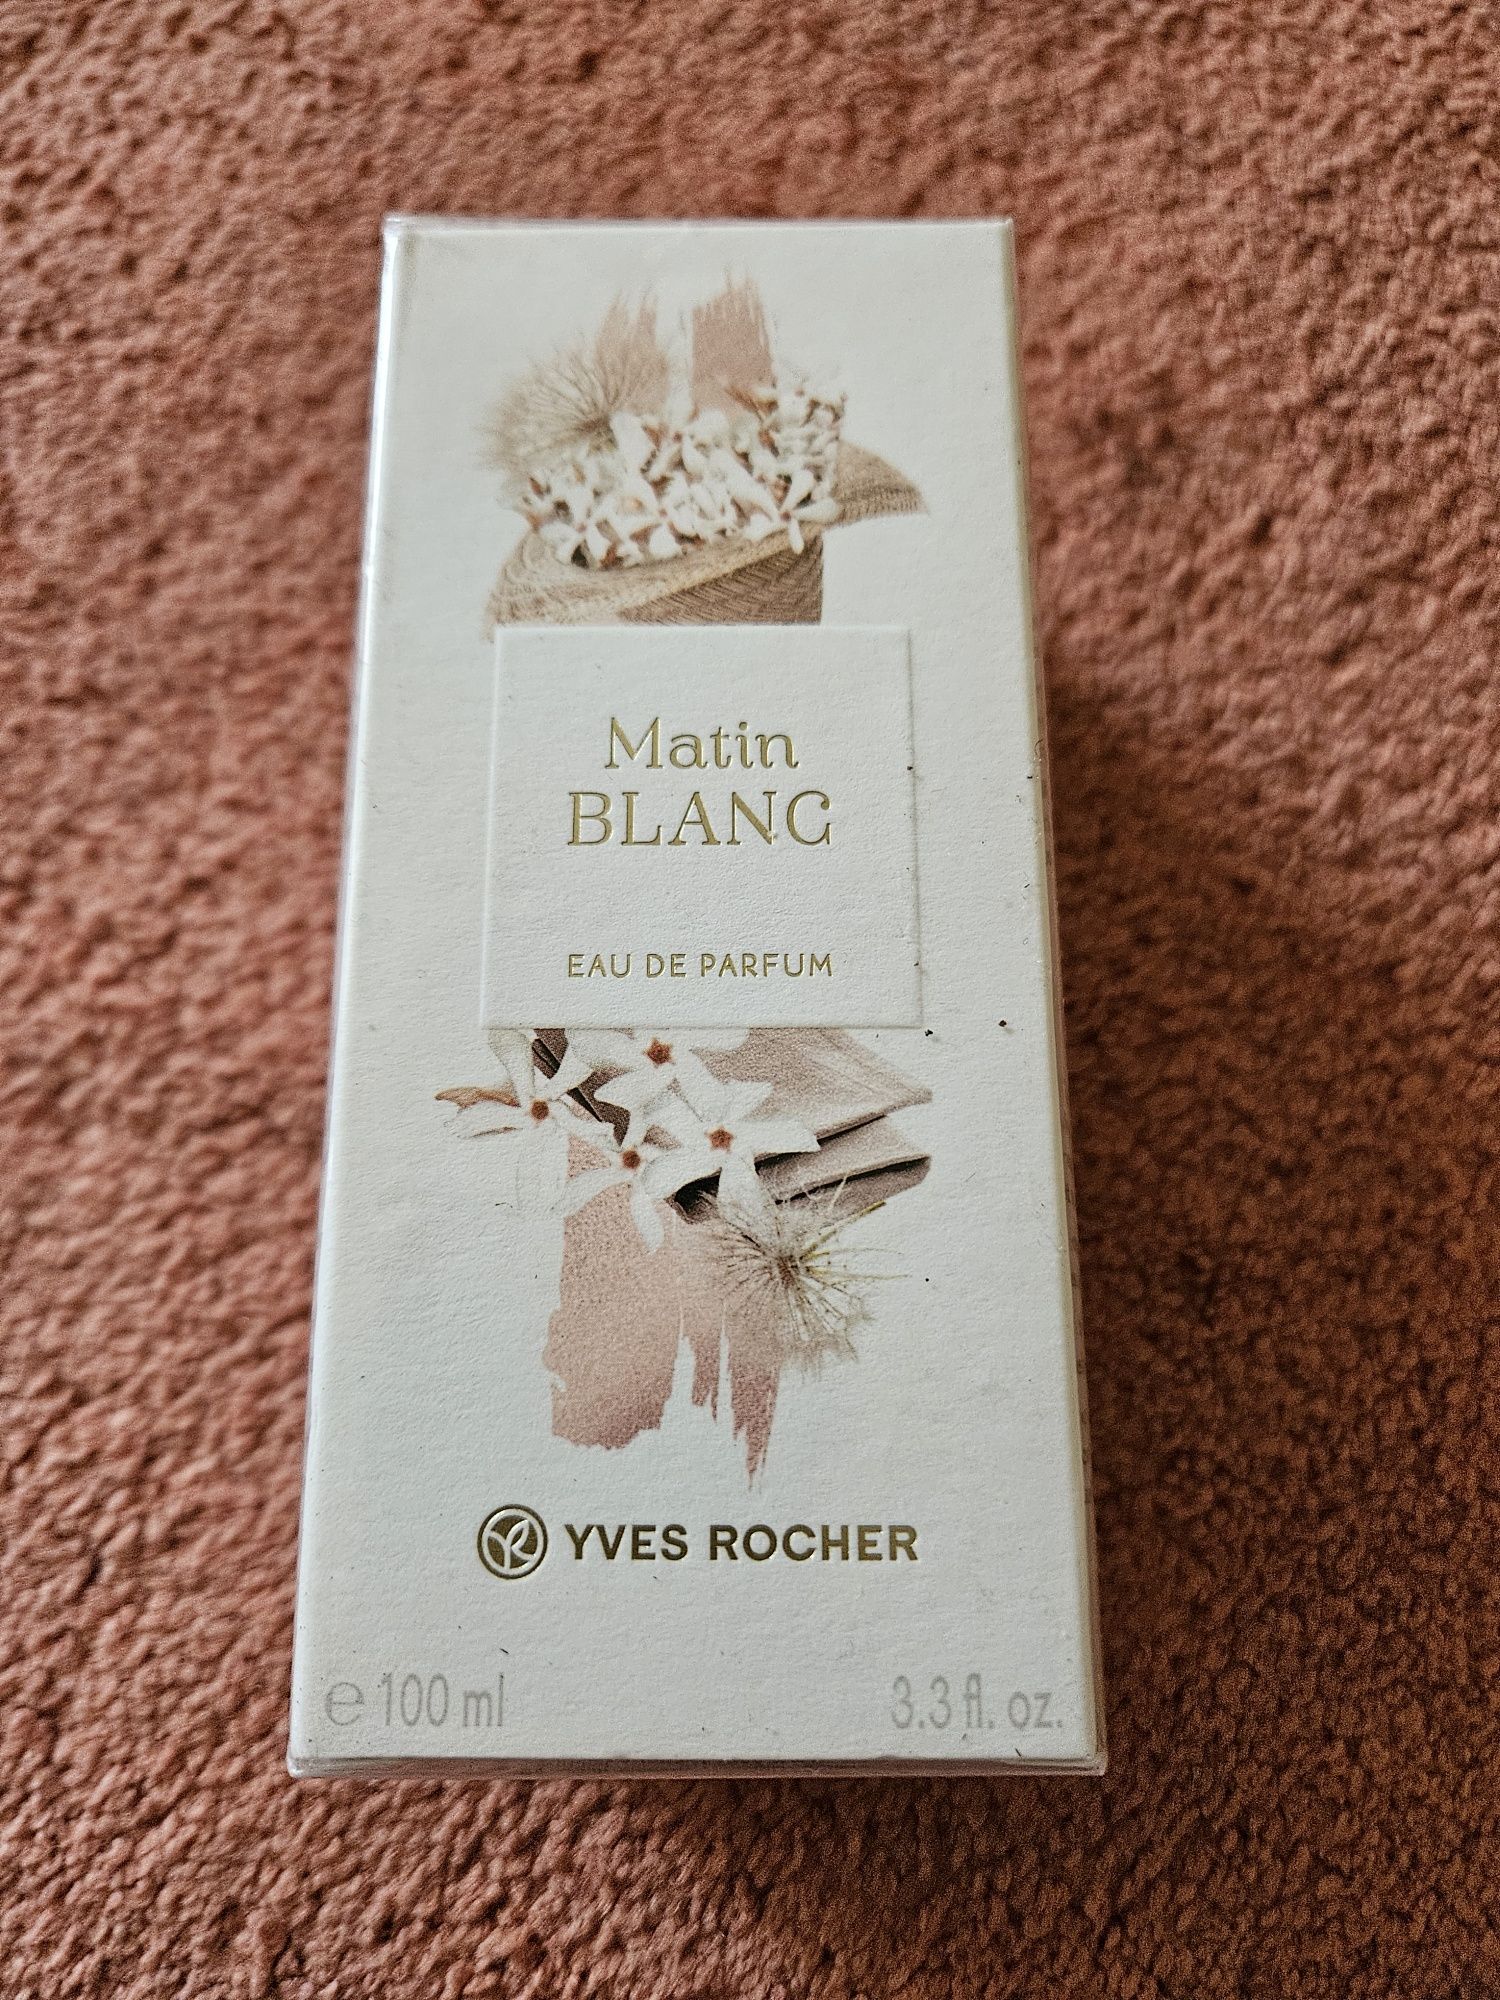 Matin
BLANC
EAU DE PARFUM
YVES ROCHER
℮ 100 ml 3.3 fl. oz.